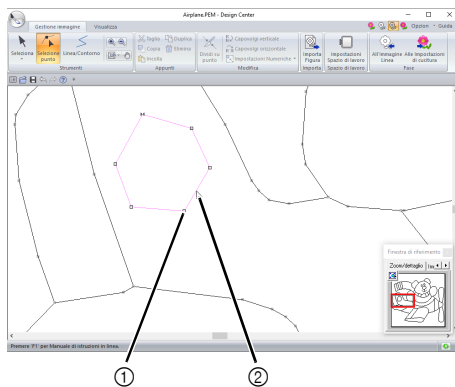 Airplane.PEM - Design Center
Gestione immagine Visualizza
Opzion. Guida
Seleziona
Selezione punto
Linea/Contorno
Strumenti
Taglia Duplica
Copia Elimina
Incolla
Appunti
Dividi su punto
Capovolgi verticale
Capovolgi orizzontale
Impostazioni Numeriche
Modifica
Importa Figura
Importa
Impostazioni Spazio di lavoro
Spazio di lavoro
All'Immagine Linea
Alle Impostazioni di cucitura
Fase
Finestra di riferimento
Zoom/dettaglio
Premere "F1" per Manuale di istruzioni in linea.
① ②